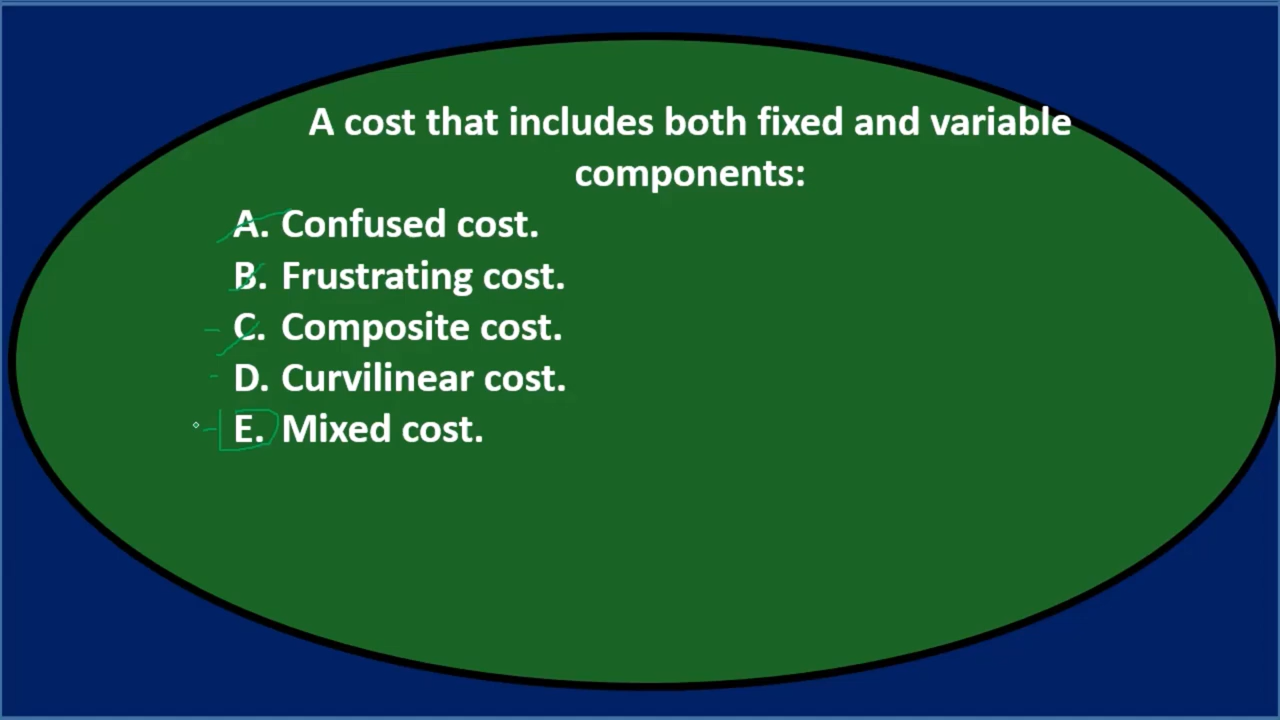 A cost that includes both fixed and variable
components:
A. Confused cost.
B. Frustrating cost.
C. Composite cost.
D. Curvilinear cost.
E. Mixed cost.